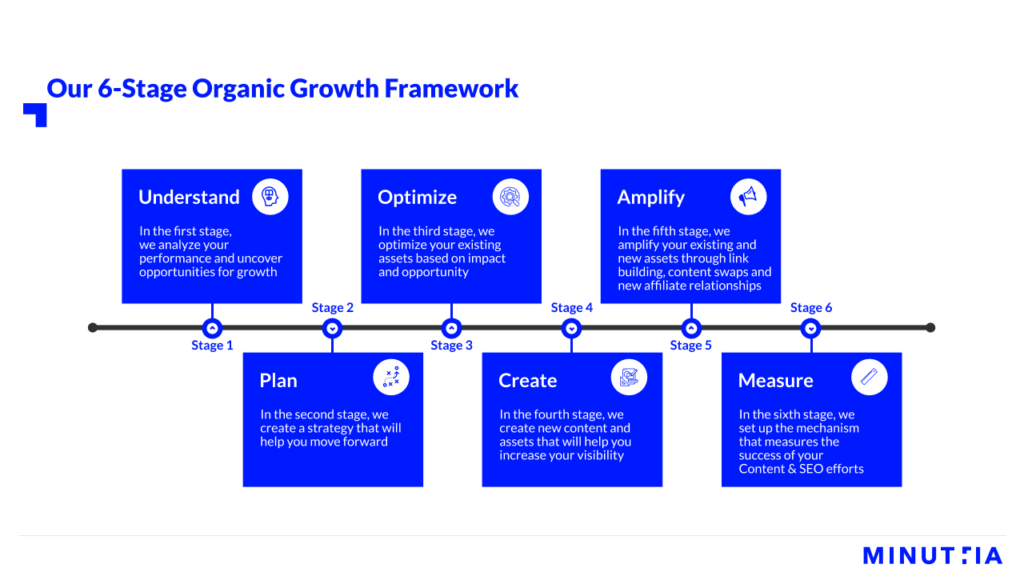 Our 6-Stage Organic Growth Framework
Understand
In the first stage,
we analyze your
performance and uncover
opportunities for growth
Stage 1
Stage 2
Plan
In the second stage, we
create a strategy that will
help you move forward
Optimize
In the third stage, we
optimize your existing
assets based on impact
and opportunity
Stage 3
Stage 4
Create
In the fourth stage, we
create new content and
assets that will help you
increase your visibility
Amplify
In the fifth stage, we
amplify your existing and
new assets through link
building, content swaps and
new affiliate relationships
Stage 5
Stage 6
Measure
In the sixth stage, we
set up the mechanism
that measures the
success of your
Content & SEO efforts
MINUTTIA